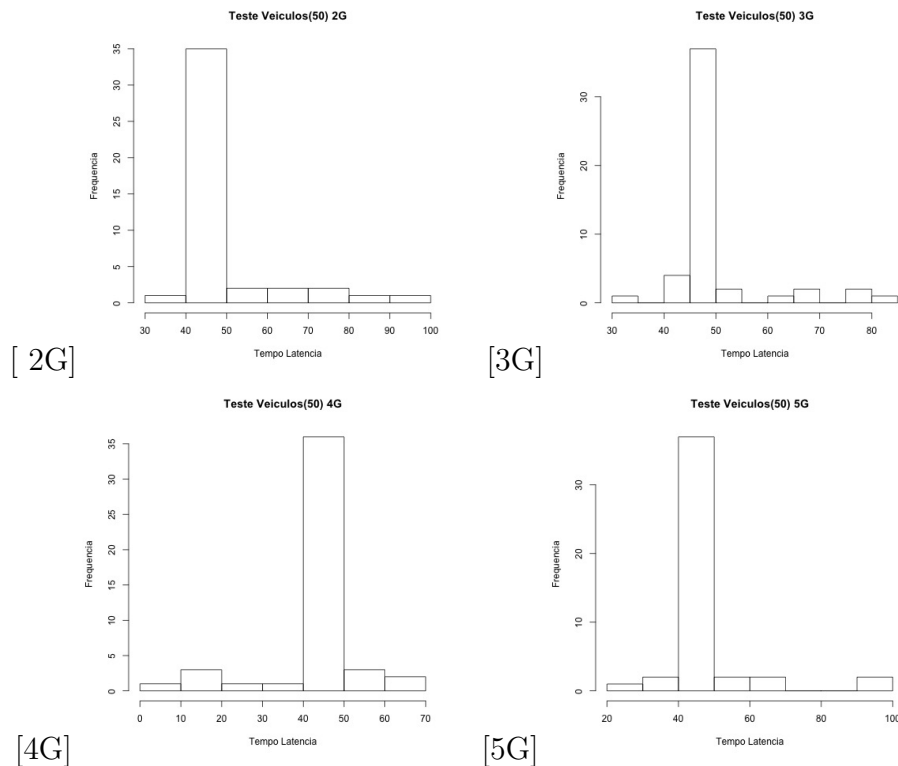 Teste Veiculos(50) 2G
Frequencia
0 5 10 15 20 25 30 35
30 40 50 60 70 80 90 100
Tempo Latencia
[ 2G]
Teste Veiculos(50) 3G
Frequencia
0 10 20 30
30 40 50 60 70 80
Tempo Latencia
[3G]
Teste Veiculos(50) 4G
Frequencia
0 5 10 15 20 25 30 35
0 10 20 30 40 50 60 70
Tempo Latencia
[4G]
Teste Veiculos(50) 5G
Frequencia
0 10 20 30
20 40 60 80 100
Tempo Latencia
[5G]